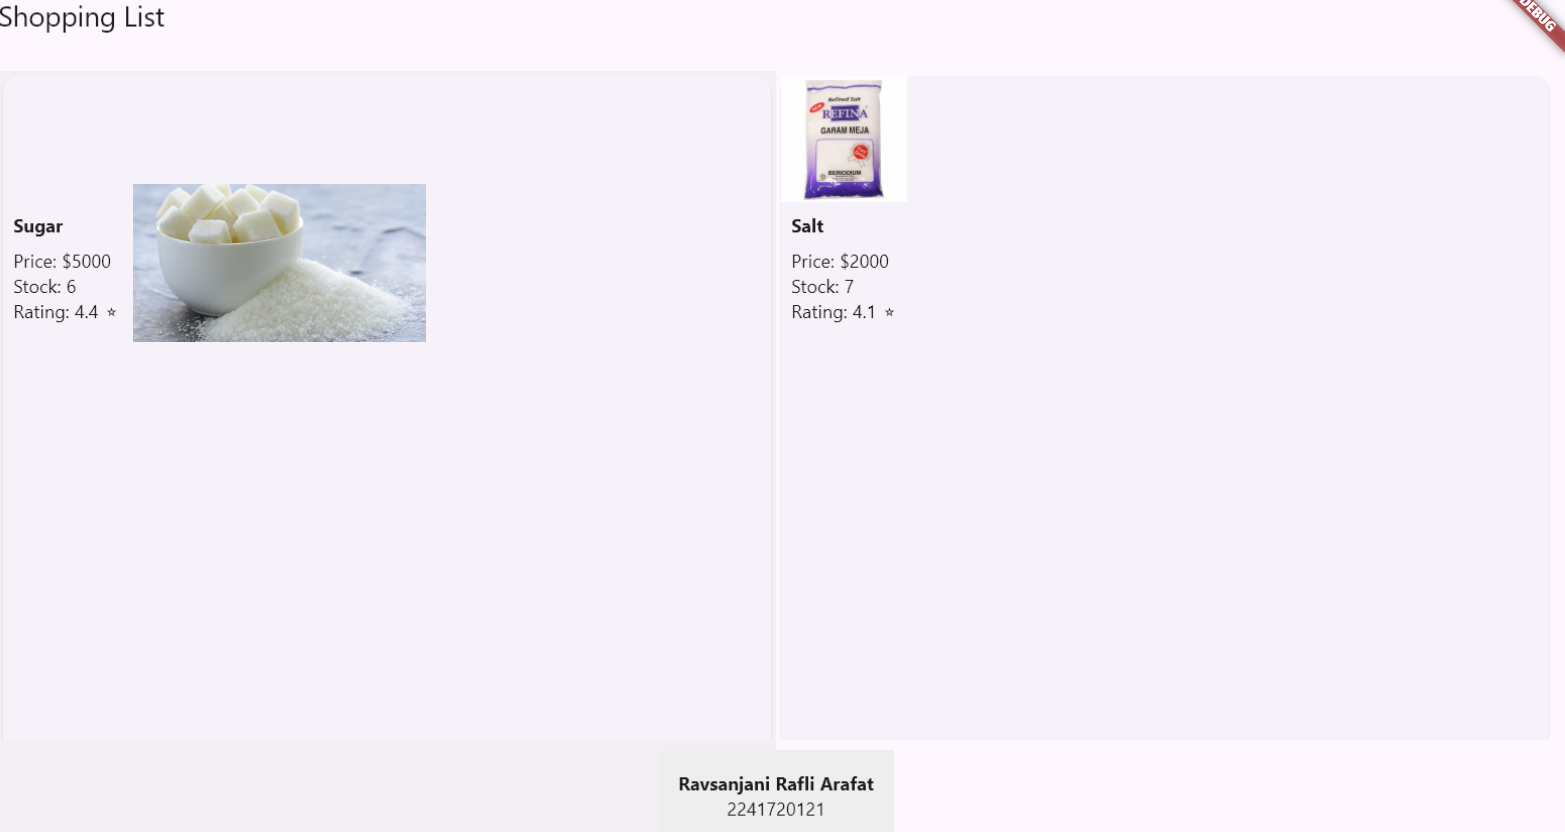 Shopping List
DEBUG
Sugar
Price: $5000
Stock: 6
Rating: 4.4 ⭐
Refined Salt
REFINA
GARAM MEJA
BERIODIUM
Salt
Price: $2000
Stock: 7
Rating: 4.1 ⭐
Ravsanjani Rafli Arafat
2241720121